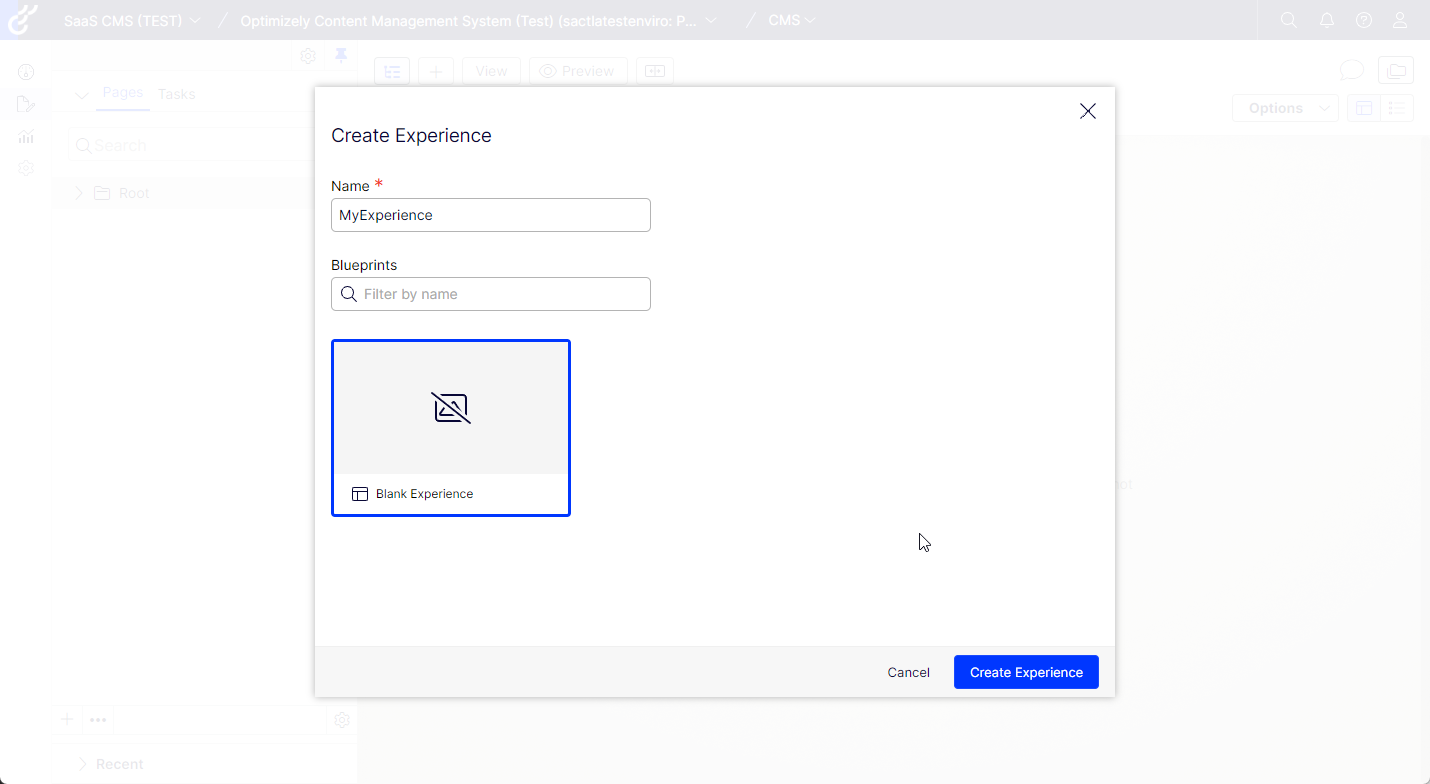 SaaS CMS (TEST) / Optimizely Content Management System (Test) (sactlatestenviro: P... / CMS
View Preview
Pages Tasks
Options
Search
Root
Create Experience
Name *
MyExperience
Blueprints
Filter by name
Blank Experience
Cancel Create Experience
Recent